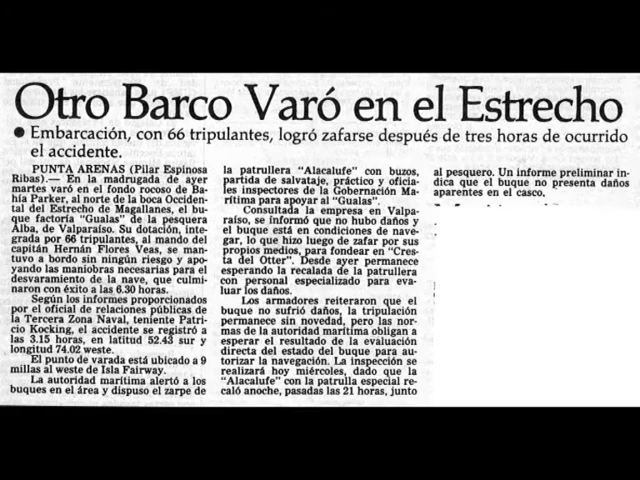 Otro Barco Varó en el Estrecho
● Embarcación, con 66 tripulantes, logró zafarse después de tres horas de ocurrido
el accidente.
PUNTA ARENAS (Pilar Espinosa
Ribas).— En la madrugada de ayer
martes varó en el fondo rocoso de Ba-
hía Parker, al norte de la boca Occiden-
tal del Estrecho de Magallanes, el bu-
que factoría "Gualas" de la pesquera
Alba, de Valparaíso. Su dotación, inte-
grada por 66 tripulantes, al mando del
capitán Hernán Flores Veas, se man-
tuvo a bordo sin ningún riesgo y apo-
yando las maniobras necesarias para el
desvaramiento de la nave, que culmi-
naron con éxito a las 6.30 horas.
Según los informes proporcionados
por el oficial de relaciones públicas de
la Tercera Zona Naval, teniente Patri-
cio Kocking, el accidente se registró a
las 3.15 horas, en latitud 52.43 sur y
longitud 74.02 weste.
El punto de varada está ubicado a 9
millas al weste de Isla Fairway.
La autoridad marítima alertó a los
buques en el área y dispuso el zarpe de
la patrullera "Alacalufe" con buzos,
partida de salvataje, práctico y oficia-
les inspectores de la Gobernación Ma-
rítima para apoyar al "Gualas".
Consultada la empresa en Valpa-
raíso, se informó que no hubo daños y
el buque está en condiciones de nave-
gar, lo que hizo luego de zafar por sus
propios medios, para fondear en "Cres-
ta del Otter". Desde ayer permanece
esperando la recalada de la patrullera
con personal especializado para eva-
luar los daños.
Los armadores reiteraron que el
buque no sufrió daños, la tripulación
permanece sin novedad, pero las nor-
mas de la autoridad marítima obligan a
esperar el resultado de la evaluación
directa del estado del buque para au-
torizar la navegación. La inspección se
realizará hoy miércoles, dado que la
"Alacalufe" con la patrulla especial re-
caló anoche, pasadas las 21 horas, junto
al pesquero. Un informe preliminar in-
dica que el buque no presenta daños
aparentes en el casco.